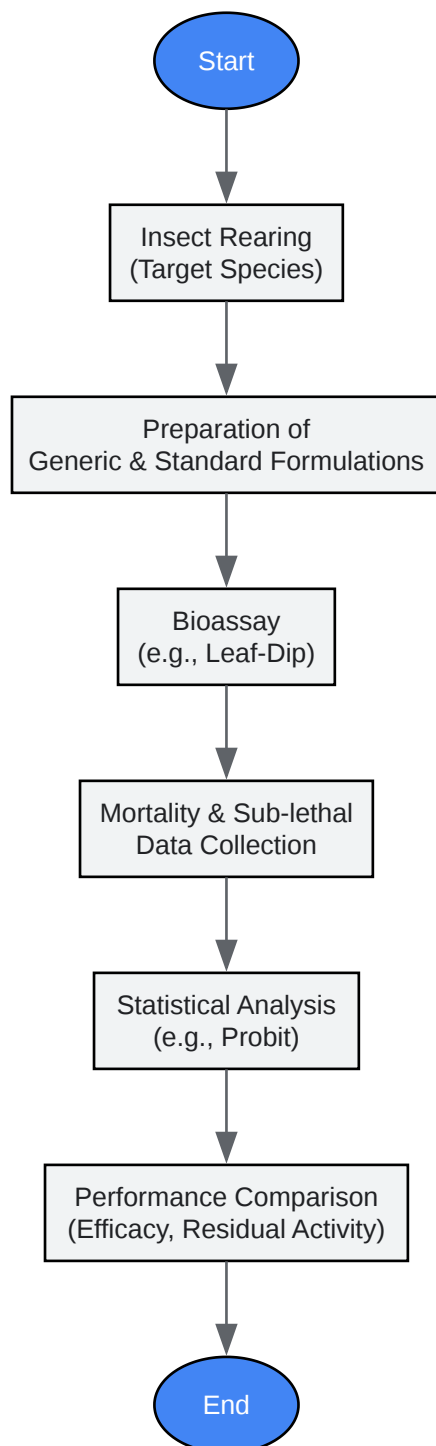 Start
Insect Rearing
(Target Species)
Preparation of
Generic & Standard Formulations
Bioassay
(e.g., Leaf-Dip)
Mortality & Sub-lethal
Data Collection
Statistical Analysis
(e.g., Probit)
Performance Comparison
(Efficacy, Residual Activity)
End